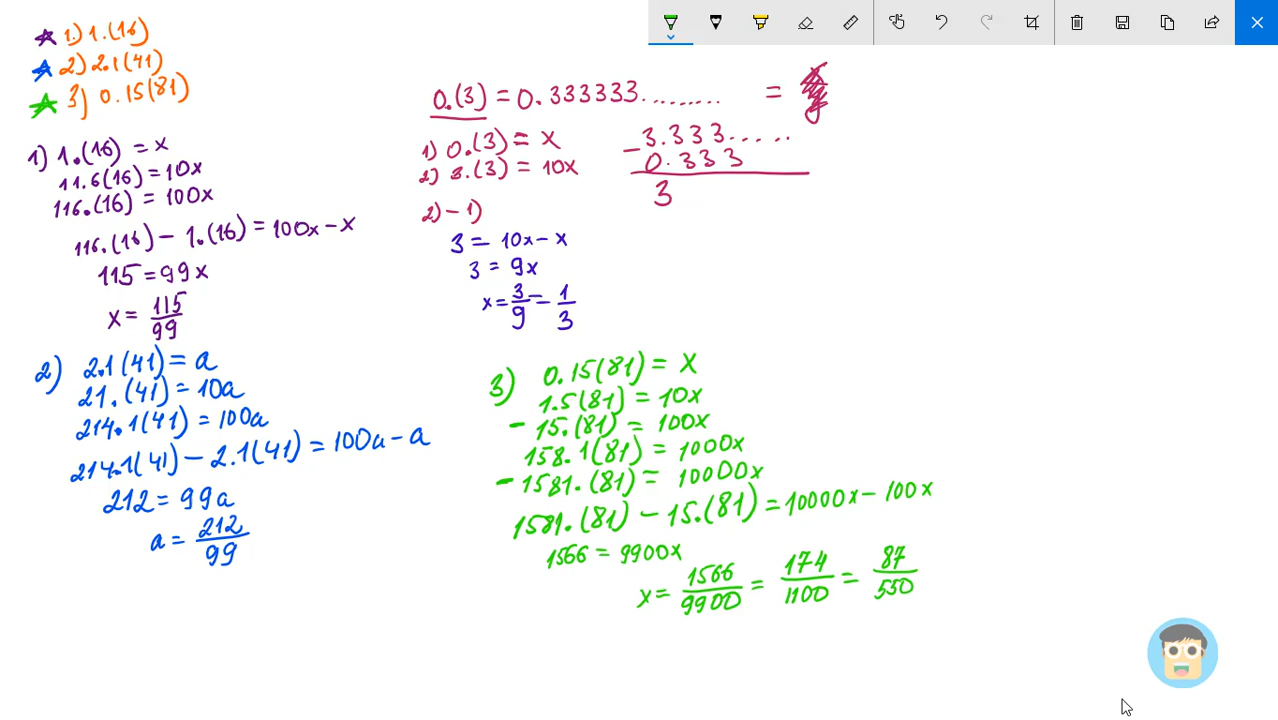 1.) 1.(16)
2) 2.1(41)
3) 0.15(81)
1) 1.(16) = x
11.6(16) = 10x
116.(16) = 100x
116.(16) - 1.(16) = 100x - x
115 = 99x
x = 115/99
0.(3) = 0.333333......... =
1) 0.(3) = x
2) 3.(3) = 10x
2) - 1)
3 = 10x - x
3 = 9x
x = 3/9 = 1/3
- 3.333.....
0.333
3
2) 2.1(41) = a
21.(41) = 10a
214.1(41) = 100a
214.1(41) - 2.1(41) = 100a - a
212 = 99a
a = 212/99
3) 0.15(81) = x
1.5(81) = 10x
- 15.(81) = 100x
158.1(81) = 1000x
- 1581.(81) = 10000x
1581.(81) - 15.(81) = 10000x - 100x
1566 = 9900x
x = 1566/9900 = 174/1100 = 87/550